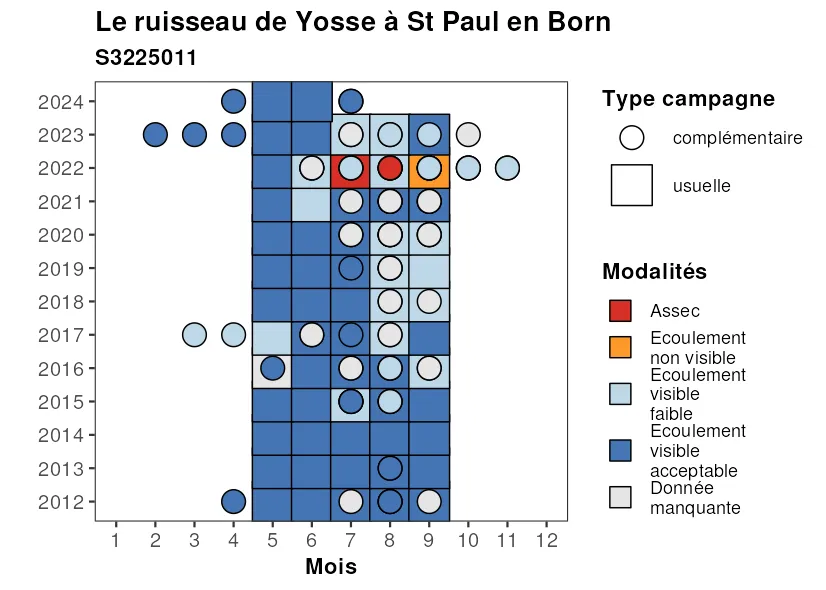 Le ruisseau de Yosse à St Paul en Born
S3225011
2024
2023
2022
2021
2020
2019
2018
2017
2016
2015
2014
2013
2012
1 2 3 4 5 6 7 8 9 10 11 12
Mois
Type campagne
complémentaire
usuelle
Modalités
Assec
Ecoulement
non visible
Ecoulement
visible
faible
Ecoulement
visible
acceptable
Donnée
manquante